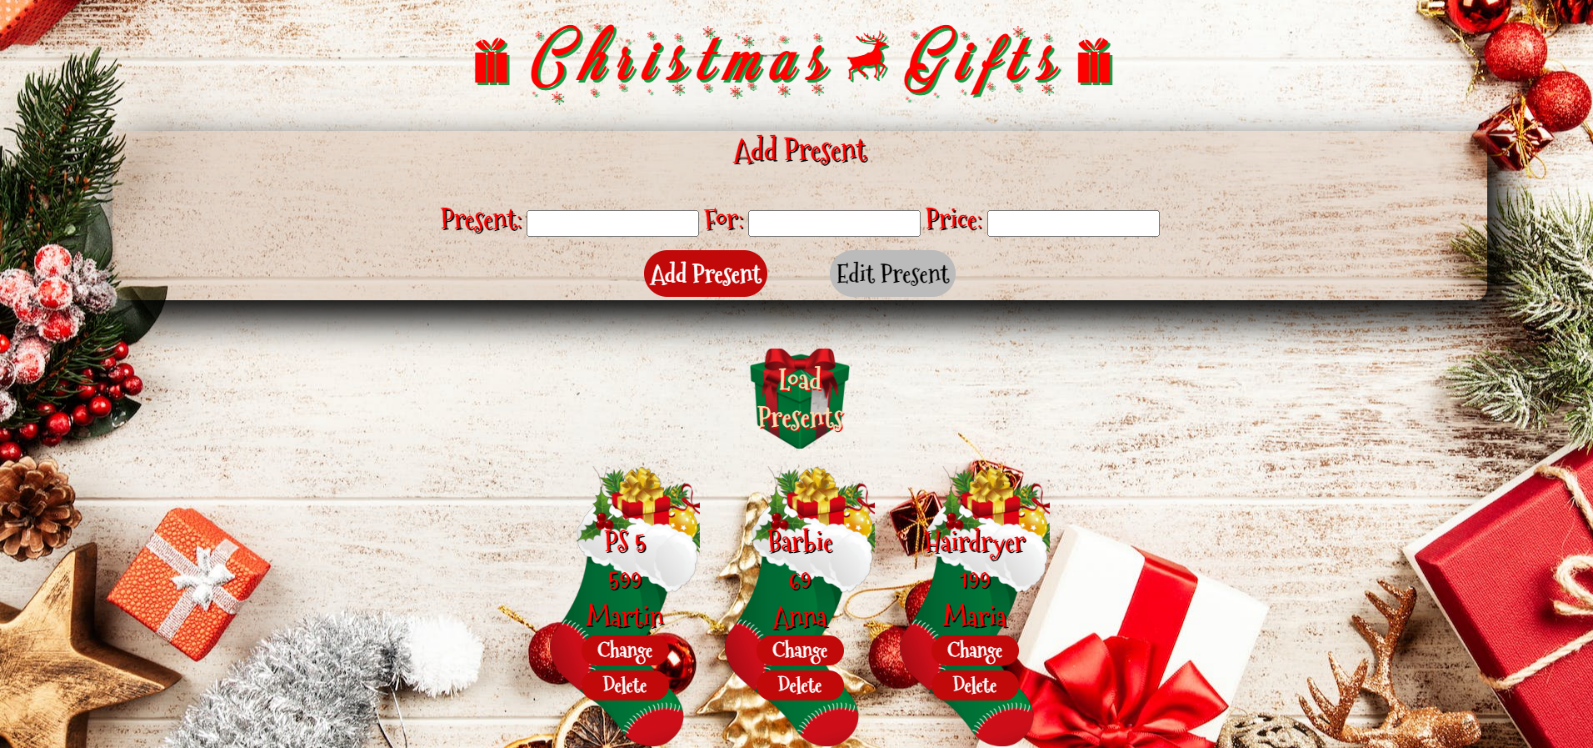 Christmas Gifts
Add Present
Present: For: Price:
Add Present Edit Present
Load
Presents
PS 5 Barbie Hairdryer
599 69 199
Martin Anna Maria
Change Change Change
Delete Delete Delete